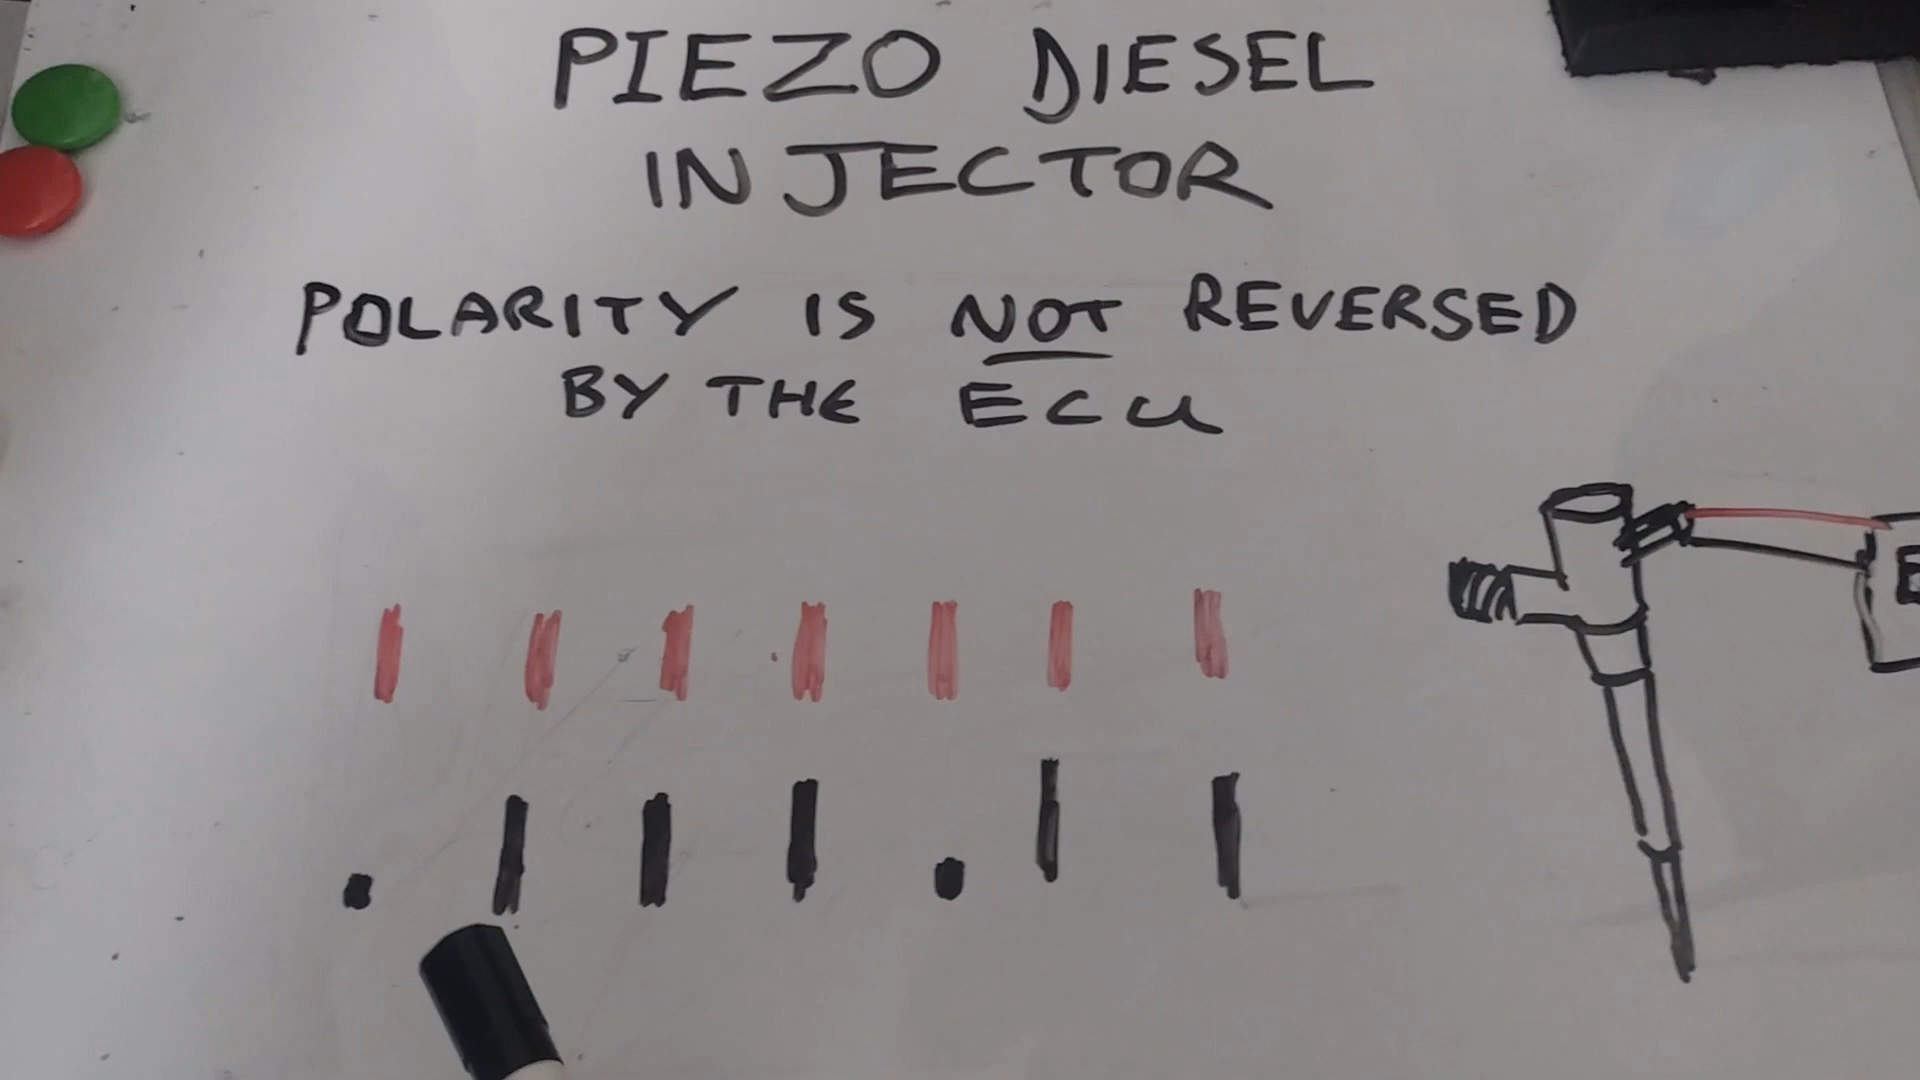 PIEZO DIESEL
INJECTOR
POLARITY IS NOT REVERSED
BY THE ECU
E